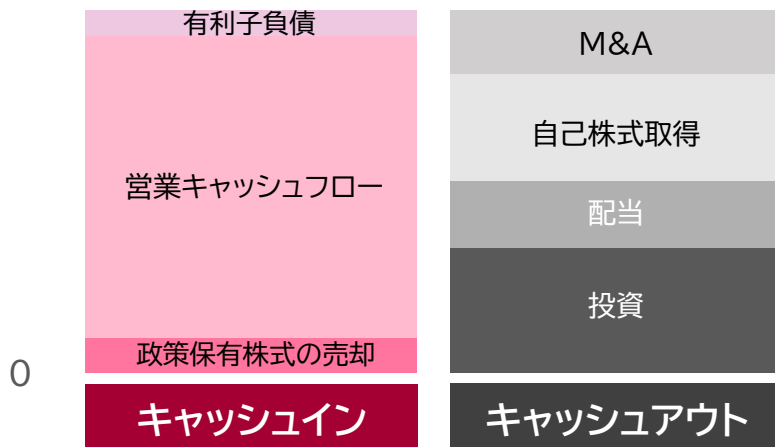 有利子負債
営業キャッシュフロー
政策保有株式の売却
M&A
自己株式取得
配当
投資
0
キャッシュイン
キャッシュアウト